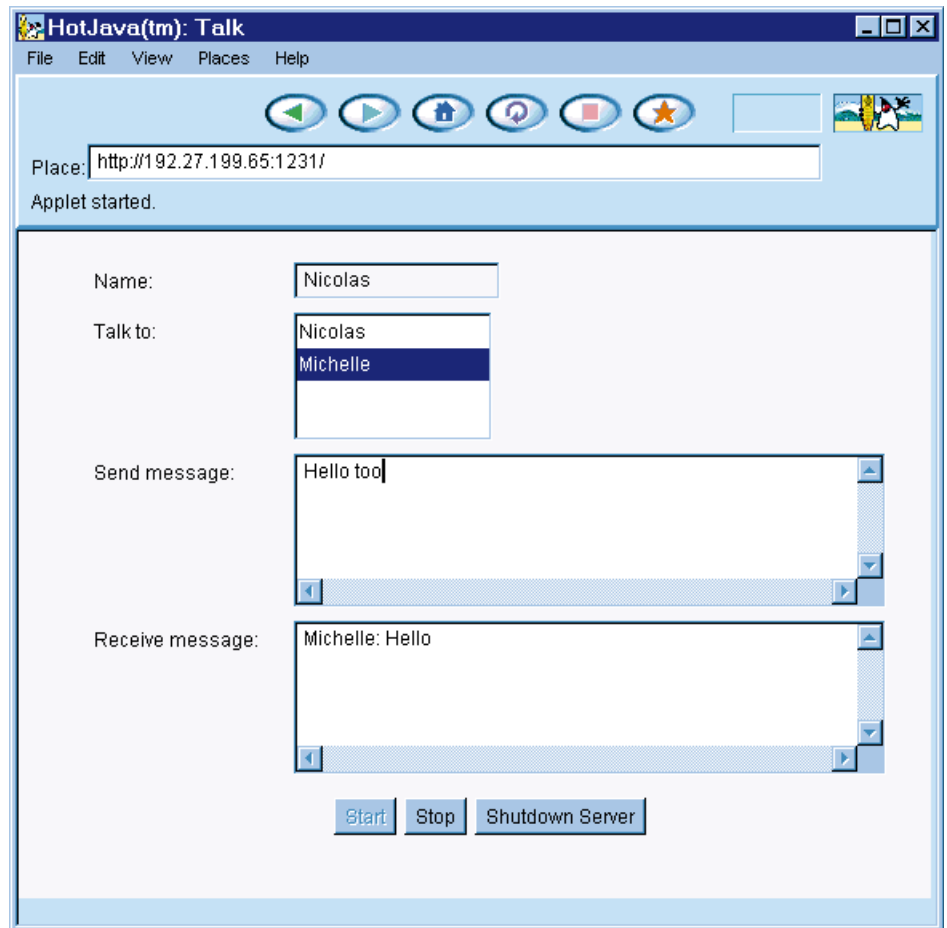 HotJava(tm): Talk
File Edit View Places Help
Place: http://192.27.199.65:1231/
Applet started.
Name: Nicolas
Talk to: Nicolas
Michelle
Send message: Hello too
Receive message: Michelle: Hello
Start Stop Shutdown Server